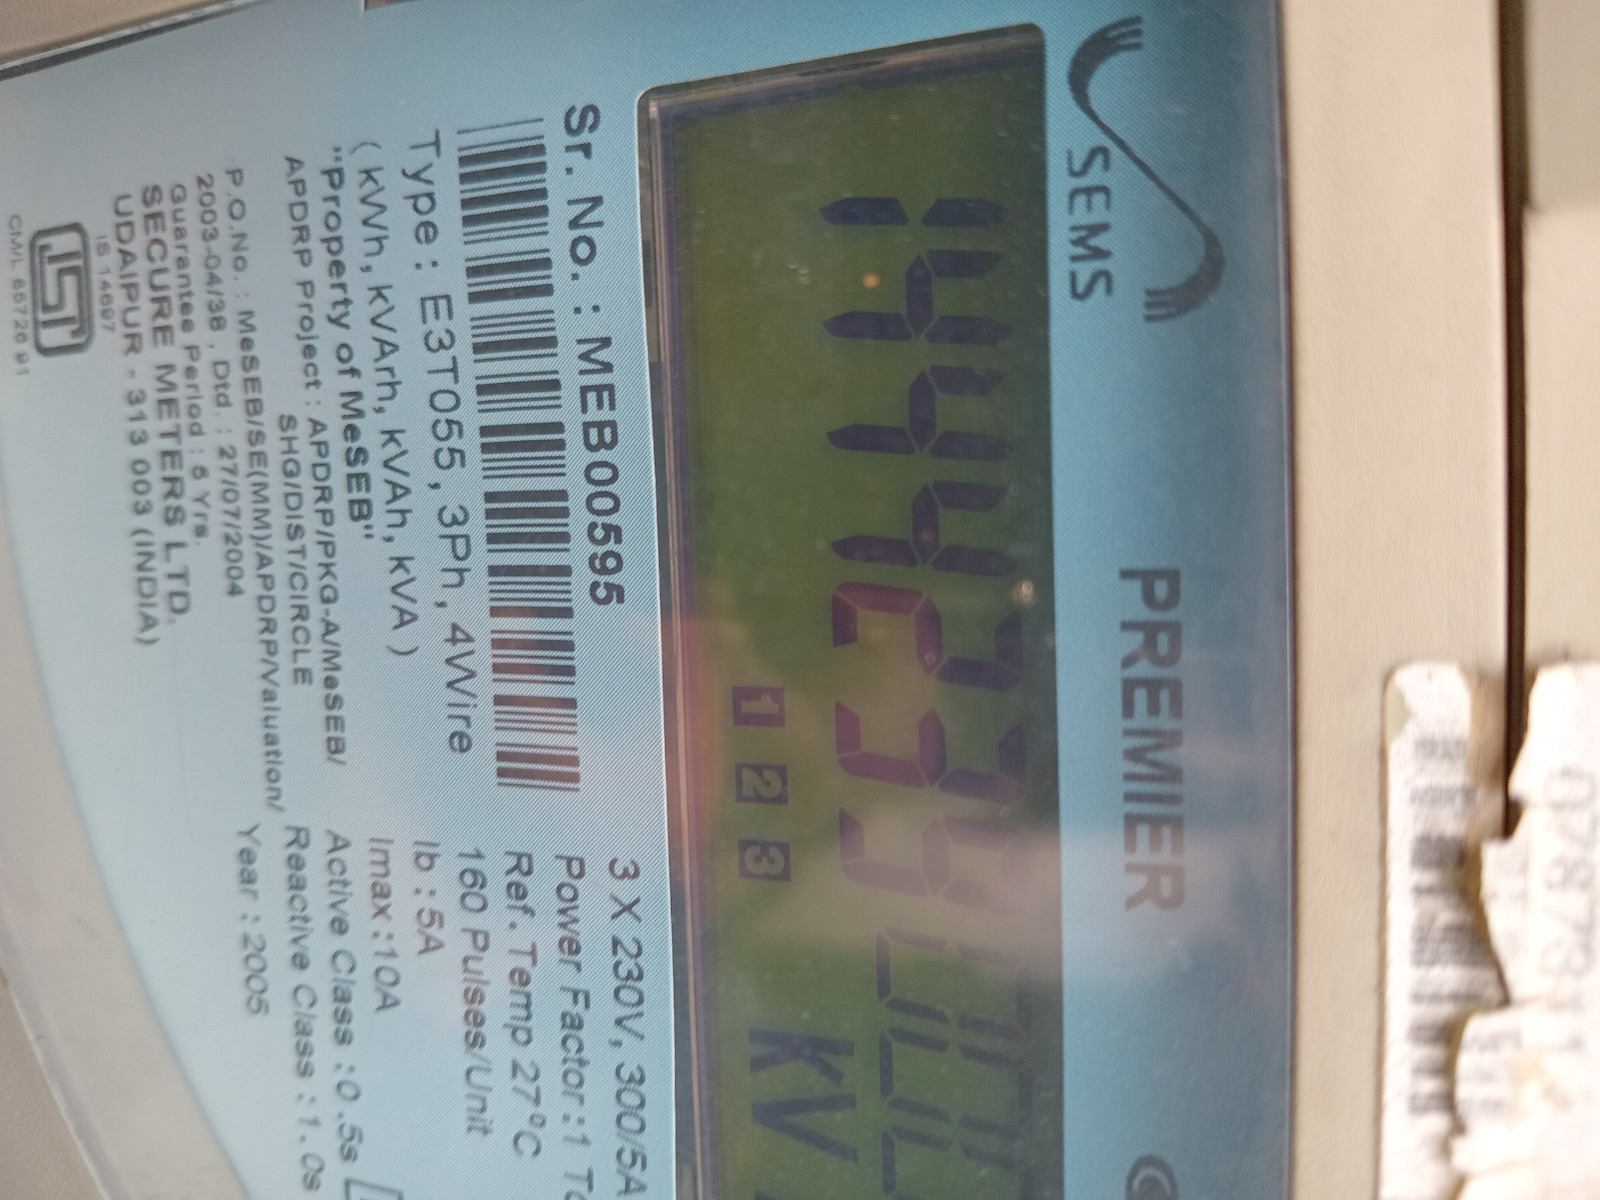 SEMS PREMIER
1444239
1 2 3 kV
Sr. No. : MEB00595
Type : E3T055, 3Ph, 4Wire
( kWh, kVArh, kVAh, kVA )
"Property of MeSEB"
APDRP Project : APDRP/PKG-A/MeSEB/
SHG/DIST/CIRCLE
P.O.No. : MeSEB/SE(MM)/APDRP/Valuation/
2003-04/38 , Dtd. : 27/07/2004
Guarantee Period : 5 Yrs.
SECURE METERS LTD.
UDAIPUR - 313 003 (INDIA)
IS 14697
CM/L 6672891
3 X 230V, 300/5A
Power Factor:1
Ref. Temp 27°C
160 Pulses/Unit
Ib : 5A
Imax :10A
Active Class :0 .5s
Reactive Class : 1. 0s
Year : 2005